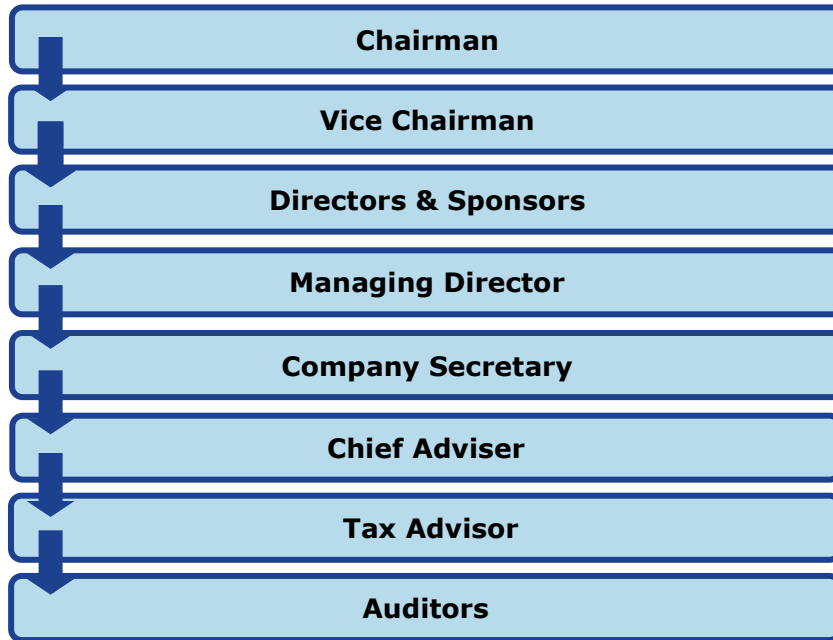 Chairman
Vice Chairman
Directors & Sponsors
Managing Director
Company Secretary
Chief Adviser
Tax Advisor
Auditors